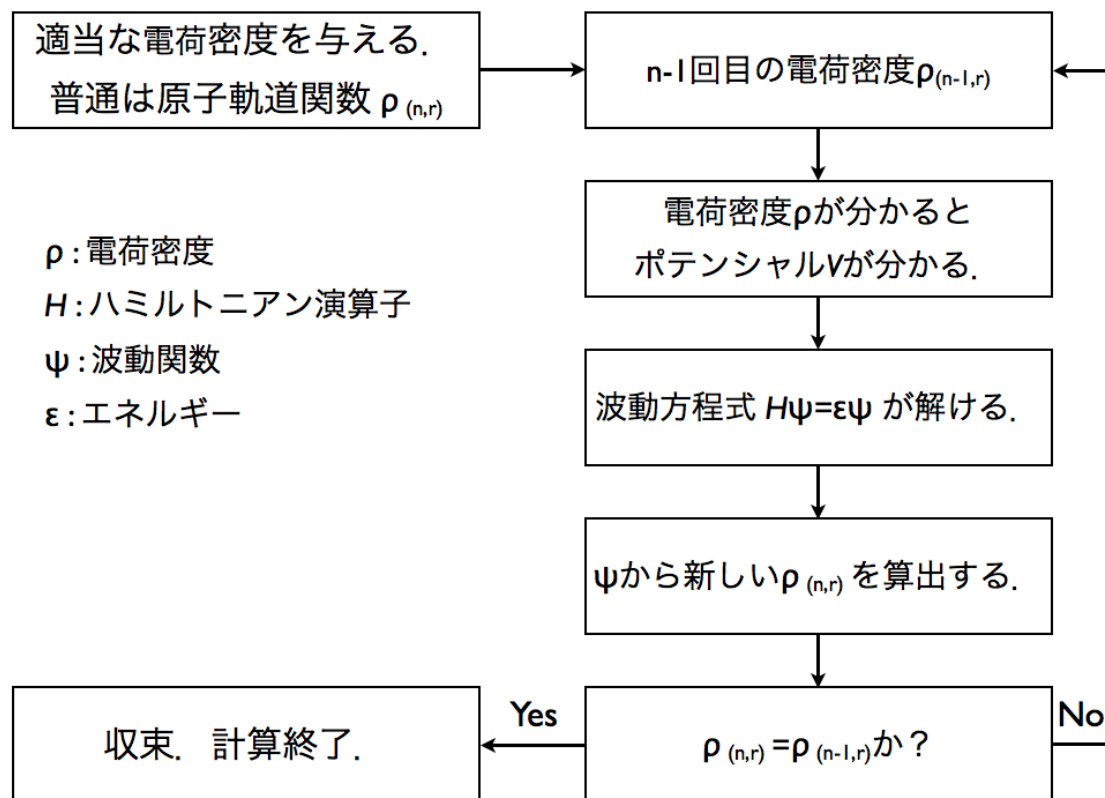 適当な電荷密度を与える.
普通は原子軌道関数 ρ (n,r)
n-1回目の電荷密度ρ(n-1,r)
電荷密度ρが分かると
ポテンシャルVが分かる.
ρ : 電荷密度
H : ハミルトニアン演算子
ψ : 波動関数
ε : エネルギー
波動方程式 Hψ=εψ が解ける.
ψから新しいρ (n,r) を算出する.
収束. 計算終了.
Yes
ρ (n,r) =ρ (n-1,r)か？
No